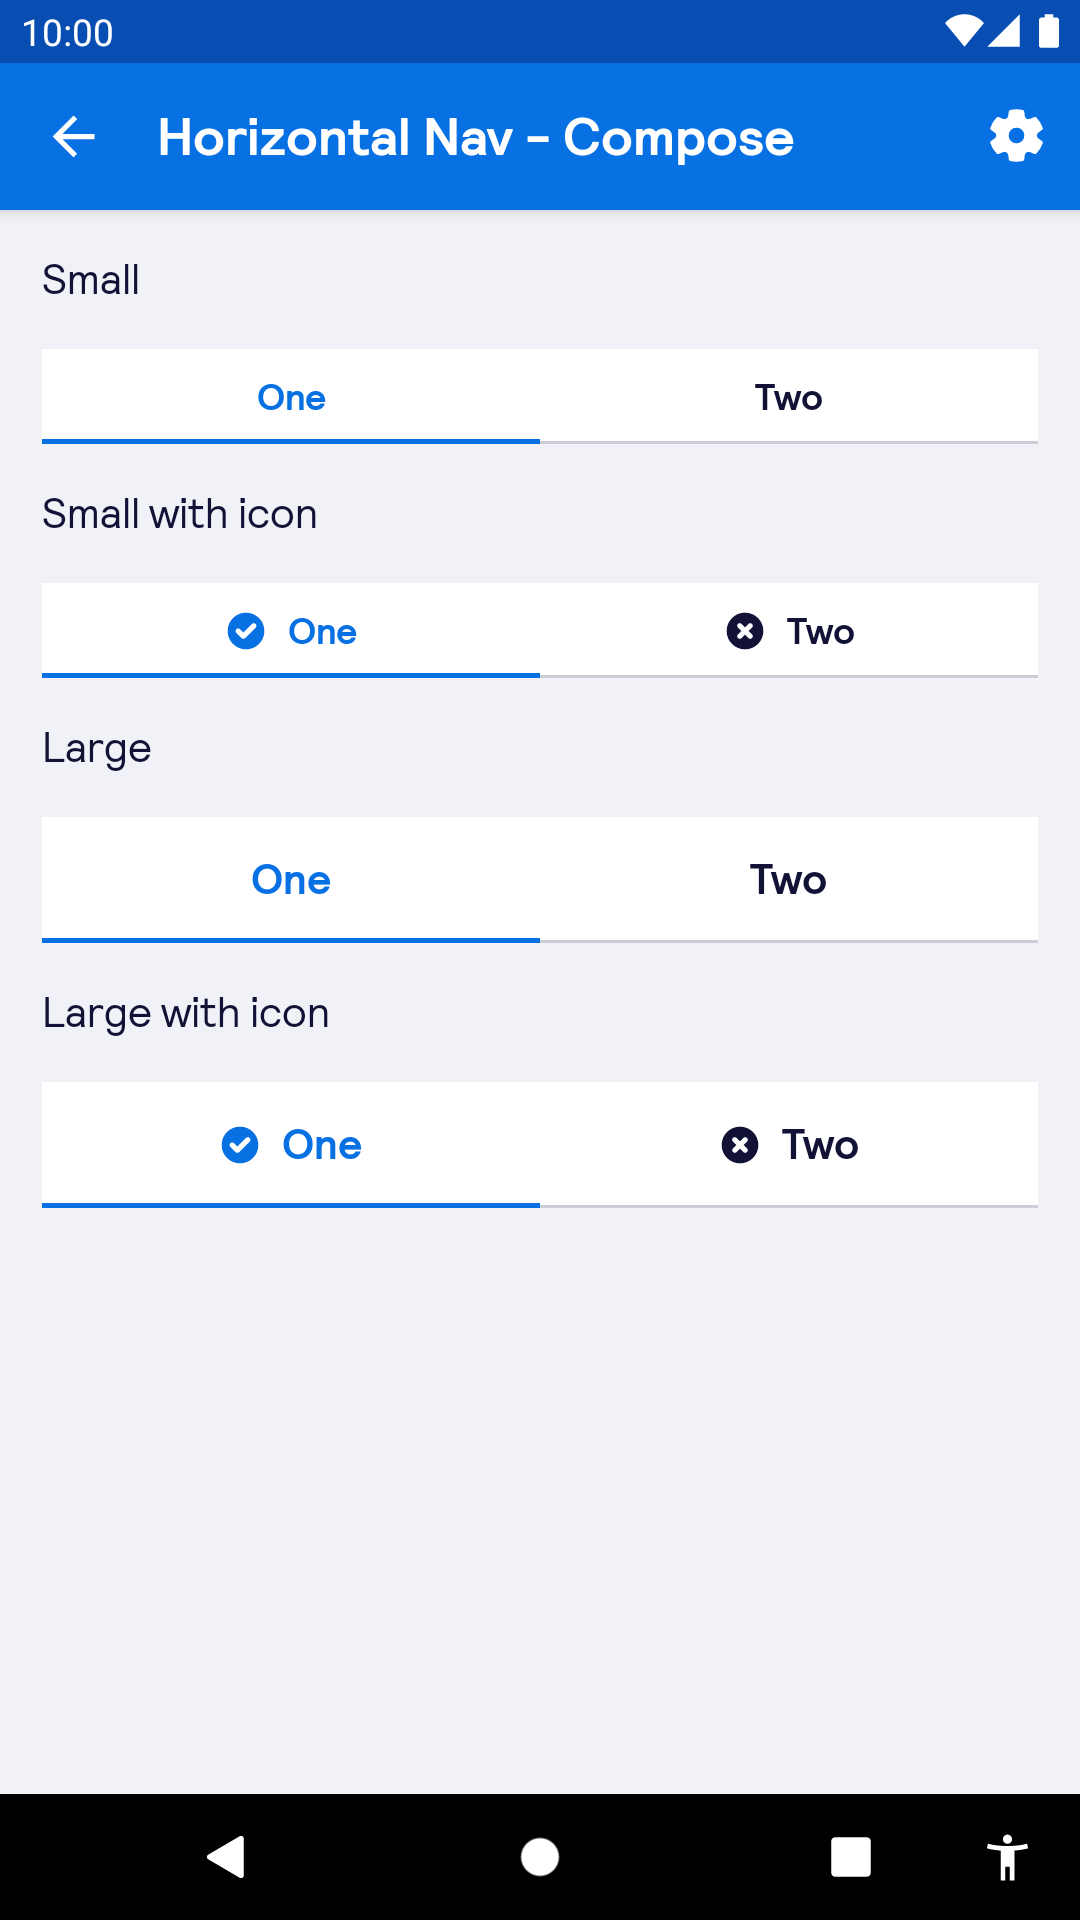 10:00
Horizontal Nav - Compose
Small
One Two
Small with icon
One Two
Large
One Two
Large with icon
One Two